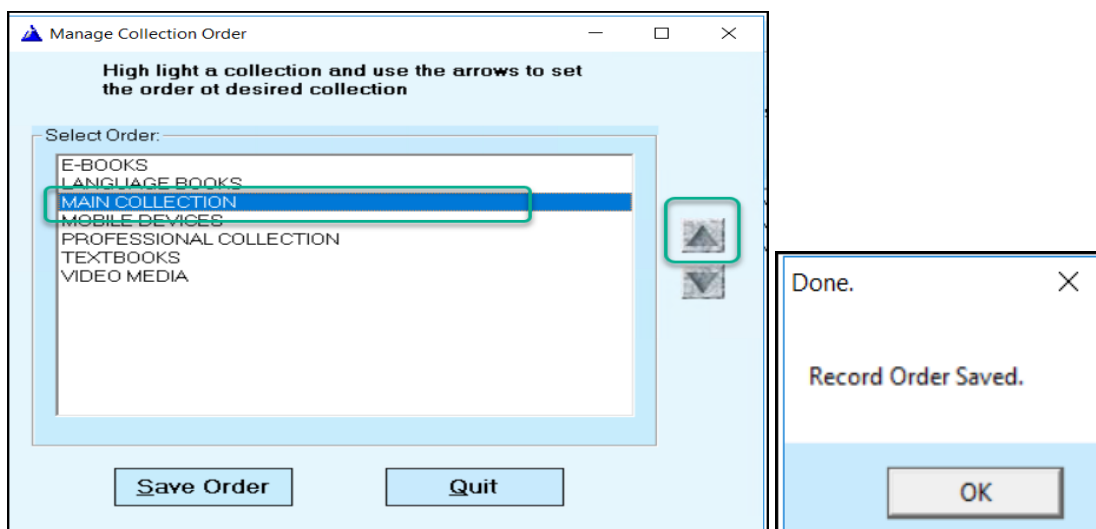 Manage Collection Order
High light a collection and use the arrows to set
the order ot desired collection
Select Order:
E-BOOKS
LANGUAGE BOOKS
MAIN COLLECTION
MOBILE DEVICES
PROFESSIONAL COLLECTION
TEXTBOOKS
VIDEO MEDIA
Save Order
Quit
Done.
Record Order Saved.
OK